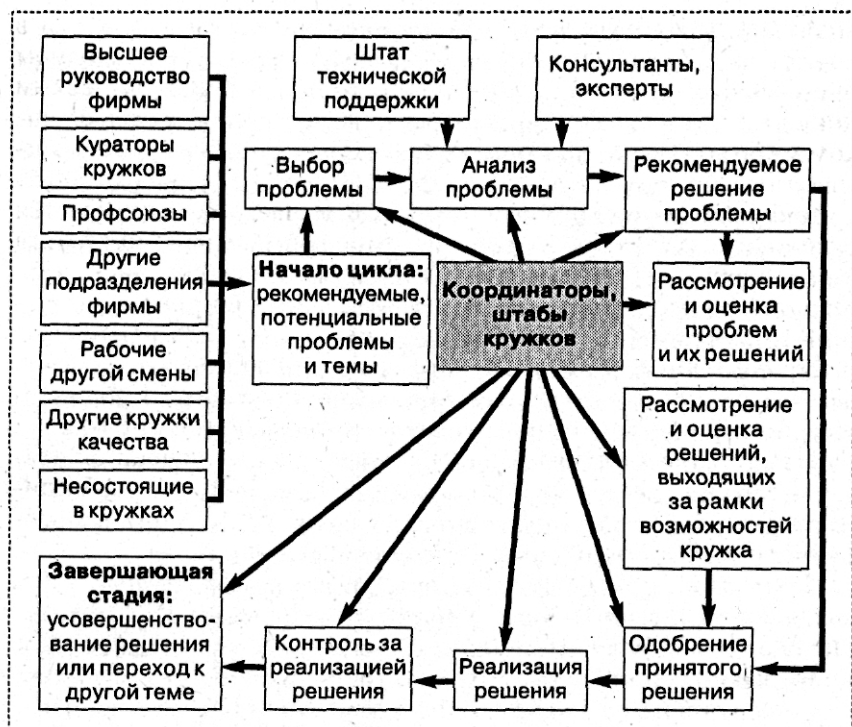 Высшее
руководство
фирмы
Кураторы
кружков
Профсоюзы
Другие
подразделения
фирмы
Рабочие
другой смены
Другие кружки
качества
Несостоящие
в кружках
Штат
технической
поддержки
Консультанты,
эксперты
Выбор
проблемы
Анализ
проблемы
Рекомендуемое
решение
проблемы
Начало цикла:
рекомендуемые,
потенциальные
проблемы
и темы
Координаторы,
штабы
кружков
Рассмотрение
и оценка
проблем
и их решений
Рассмотрение
и оценка
решений,
выходящих
за рамки
возможностей
кружка
Завершающая
стадия:
усовершенство-
вание решения
или переход к
другой теме
Контроль за
реализацией
решения
Реализация
решения
Одобрение
принятого
решения